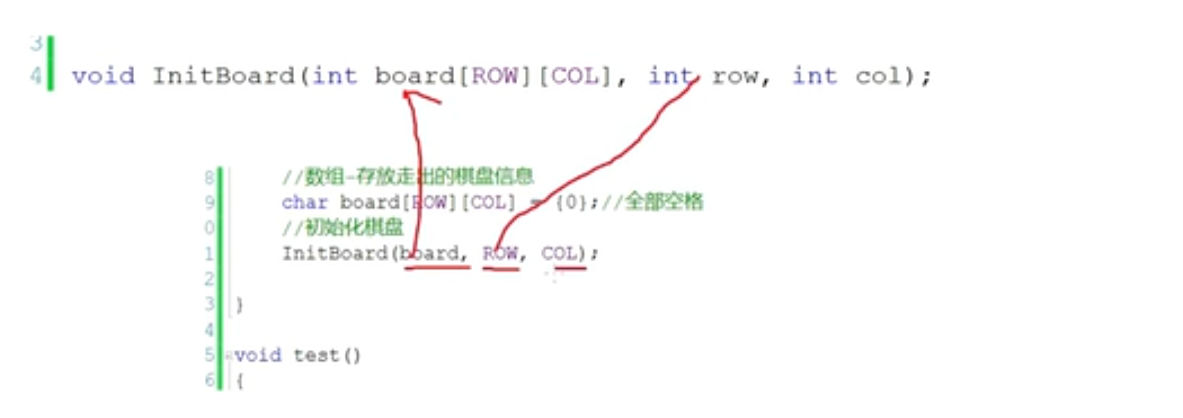 3
4 void InitBoard(int board[ROW][COL], int row, int col);
8 //数组-存放走出的棋盘信息
9 char board[ROW][COL] = {0};//全部空格
0 //初始化棋盘
1 InitBoard(board, ROW, COL);
2
3 }
4
5 void test()
6 {